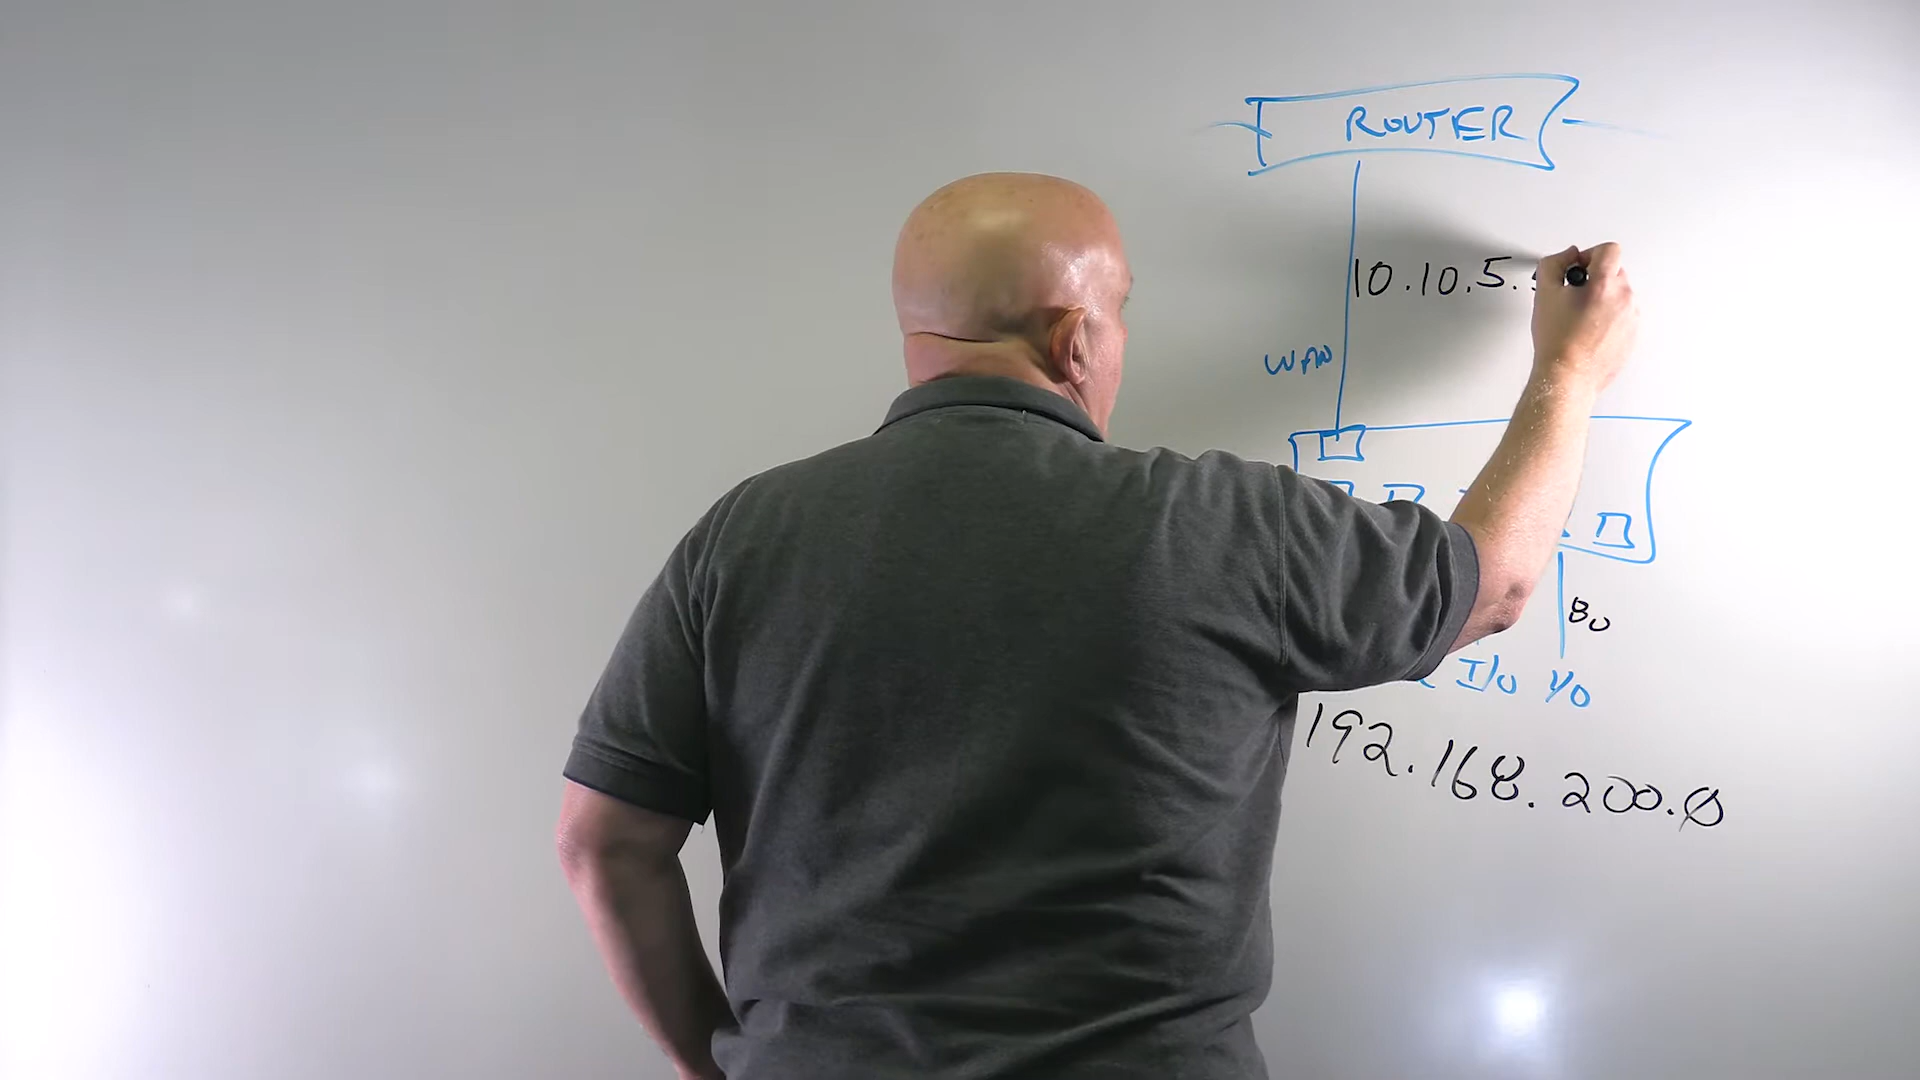 ROUTER
10.10.5.
WAN
80
I/O I/O
192.168.200.0